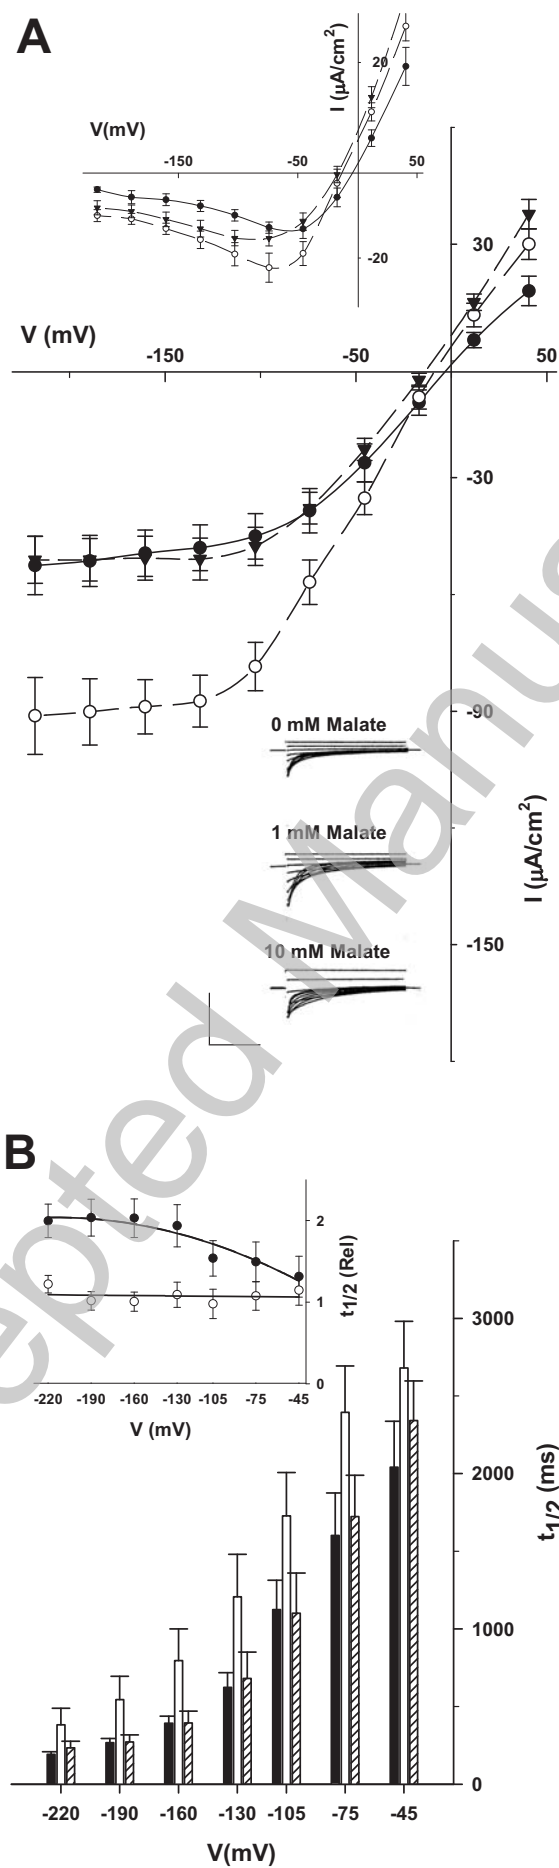 A
I (µA/cm²)
20
V(mV)
-150
-50
50
-20
30
V (mV)
-150
-50
50
-30
-90
0 mM Malate
1 mM Malate
I (µA/cm²)
10 mM Malate
-150
B
2
t1/2 (Rel)
1
0
-220 -190 -160 -130 -105 -75 -45
V (mV)
3000
2000
t1/2 (ms)
1000
0
-220 -190 -160 -130 -105 -75 -45
V(mV)
epted Manus